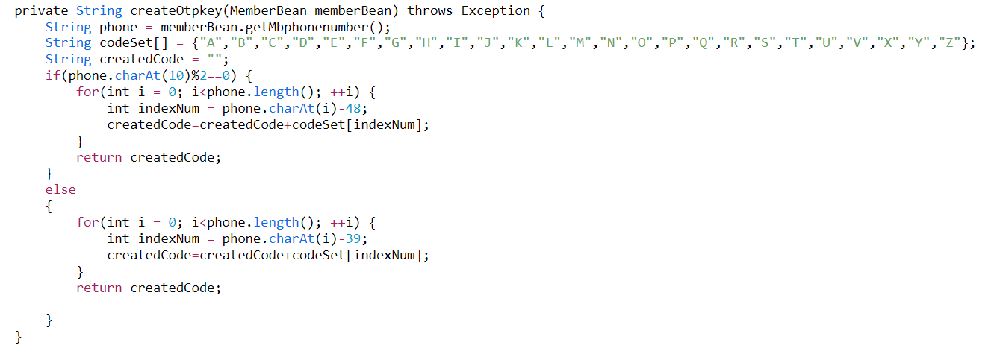 private String createOtpkey(MemberBean memberBean) throws Exception {
    String phone = memberBean.getMbphonenumber();
    String codeSet[] = {"A","B","C","D","E","F","G","H","I","J","K","L","M","N","O","P","Q","R","S","T","U","V","X","Y","Z"};
    String createdCode = "";
    if(phone.charAt(10)%2==0) {
        for(int i = 0; i<phone.length(); ++i) {
            int indexNum = phone.charAt(i)-48;
            createdCode=createdCode+codeSet[indexNum];
        }
        return createdCode;
    }
    else
    {
        for(int i = 0; i<phone.length(); ++i) {
            int indexNum = phone.charAt(i)-39;
            createdCode=createdCode+codeSet[indexNum];
        }
        return createdCode;
    }
}